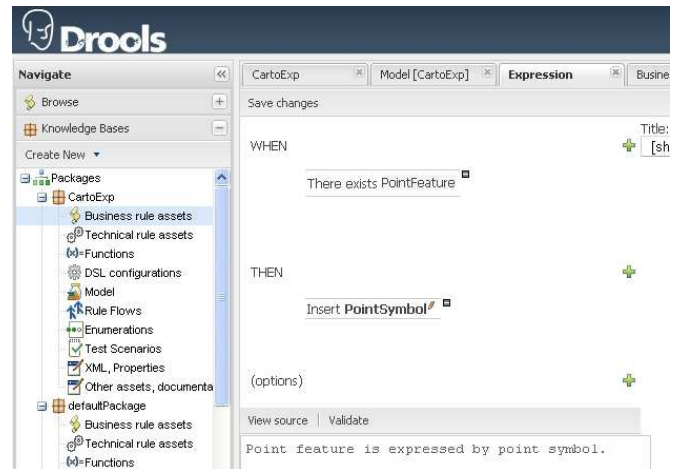 Drools
Navigate
Browse
Knowledge Bases
Create New
Packages
CartoExp
Business rule assets
Technical rule assets
(x)=Functions
DSL configurations
Model
Rule Flows
Enumerations
Test Scenarios
XML, Properties
Other assets, documenta
defaultPackage
Business rule assets
Technical rule assets
(x)=Functions
CartoExp
Model [CartoExp]
Expression
Busine
Save changes
Title:
WHEN
[sh
There exists PointFeature
THEN
Insert PointSymbol
(options)
View source | Validate
Point feature is expressed by point symbol.